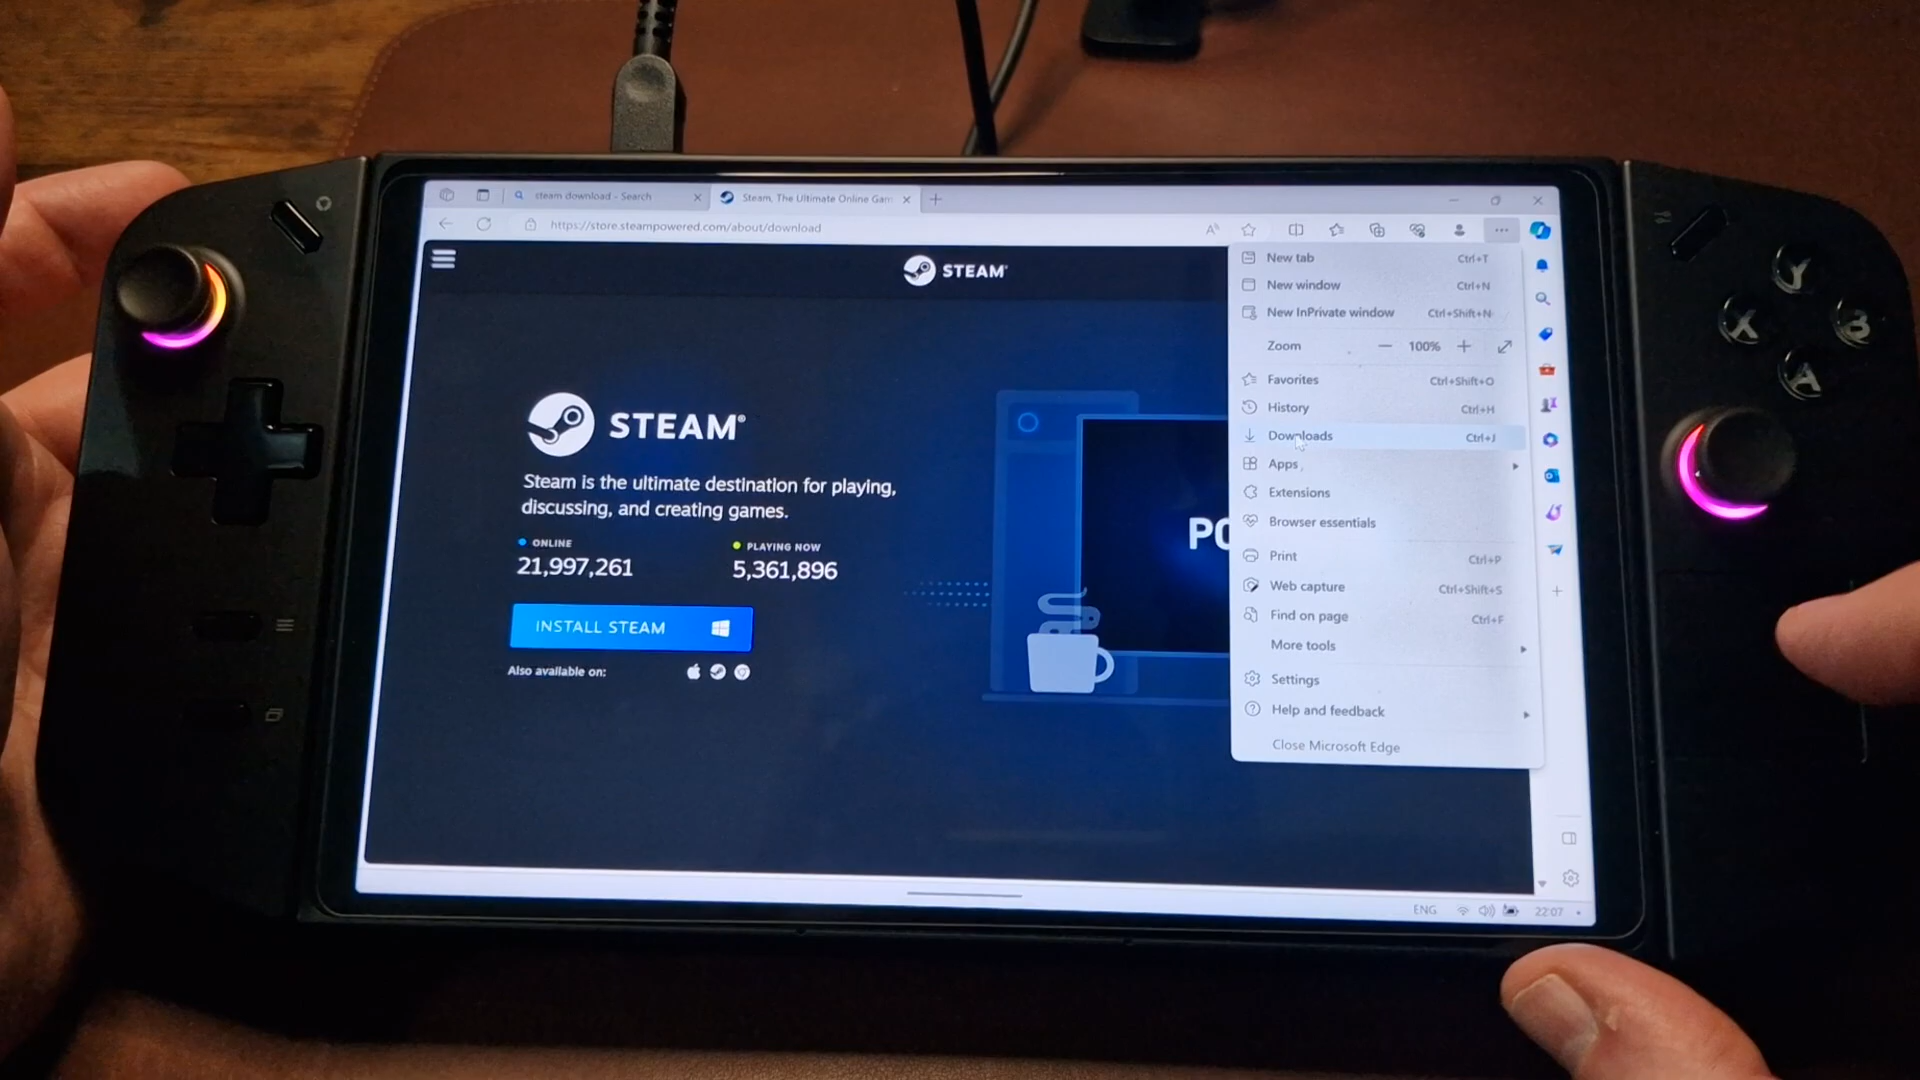 steam download - Search
Steam, The Ultimate Online Gam
https://store.steampowered.com/about/download
STEAM®
STEAM®
Steam is the ultimate destination for playing,
discussing, and creating games.
ONLINE
21,997,261
PLAYING NOW
5,361,896
INSTALL STEAM
Also available on:
PO
New tab Ctrl+T
New window Ctrl+N
New InPrivate window Ctrl+Shift+N
Zoom — 100% +
Favorites Ctrl+Shift+O
History Ctrl+H
Downloads Ctrl+J
Apps
Extensions
Browser essentials
Print Ctrl+P
Web capture Ctrl+Shift+S
Find on page Ctrl+F
More tools
Settings
Help and feedback
Close Microsoft Edge
ENG 22:07
Y
X
B
A